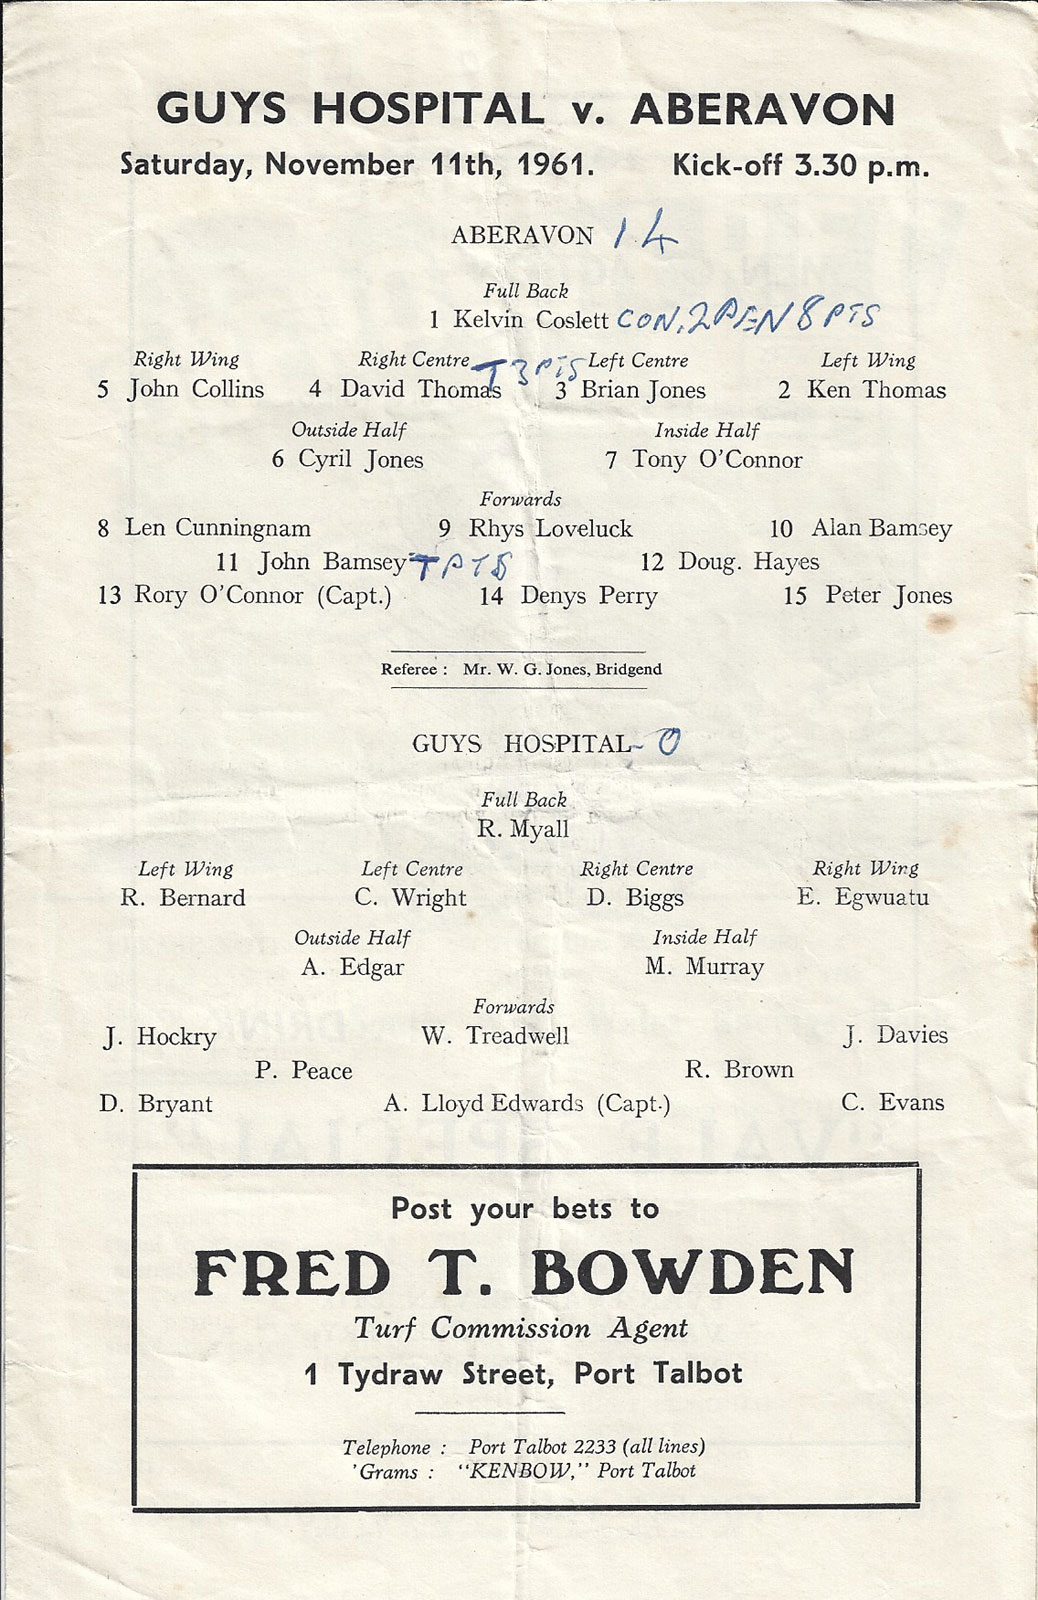 GUYS HOSPITAL v. ABERAVON
Saturday, November 11th, 1961. Kick-off 3.30 p.m.
ABERAVON 14
Full Back
1 Kelvin Coslett CON. 2 PEN 8 PTS
Right Wing Right Centre Left Centre Left Wing
T 3 PTS
5 John Collins 4 David Thomas 3 Brian Jones 2 Ken Thomas
Outside Half Inside Half
6 Cyril Jones 7 Tony O'Connor
Forwards
8 Len Cunningnam 9 Rhys Loveluck 10 Alan Bamsey
11 John Bamsey T PTS 12 Doug. Hayes
13 Rory O'Connor (Capt.) 14 Denys Perry 15 Peter Jones
Referee : Mr. W. G. Jones, Bridgend
GUYS HOSPITAL - 0
Full Back
R. Myall
Left Wing Left Centre Right Centre Right Wing
R. Bernard C. Wright D. Biggs E. Egwuatu
Outside Half Inside Half
A. Edgar M. Murray
Forwards
J. Hockry W. Treadwell J. Davies
P. Peace R. Brown
D. Bryant A. Lloyd Edwards (Capt.) C. Evans
Post your bets to
FRED T. BOWDEN
Turf Commission Agent
1 Tydraw Street, Port Talbot
Telephone : Port Talbot 2233 (all lines)
'Grams : "KENBOW," Port Talbot